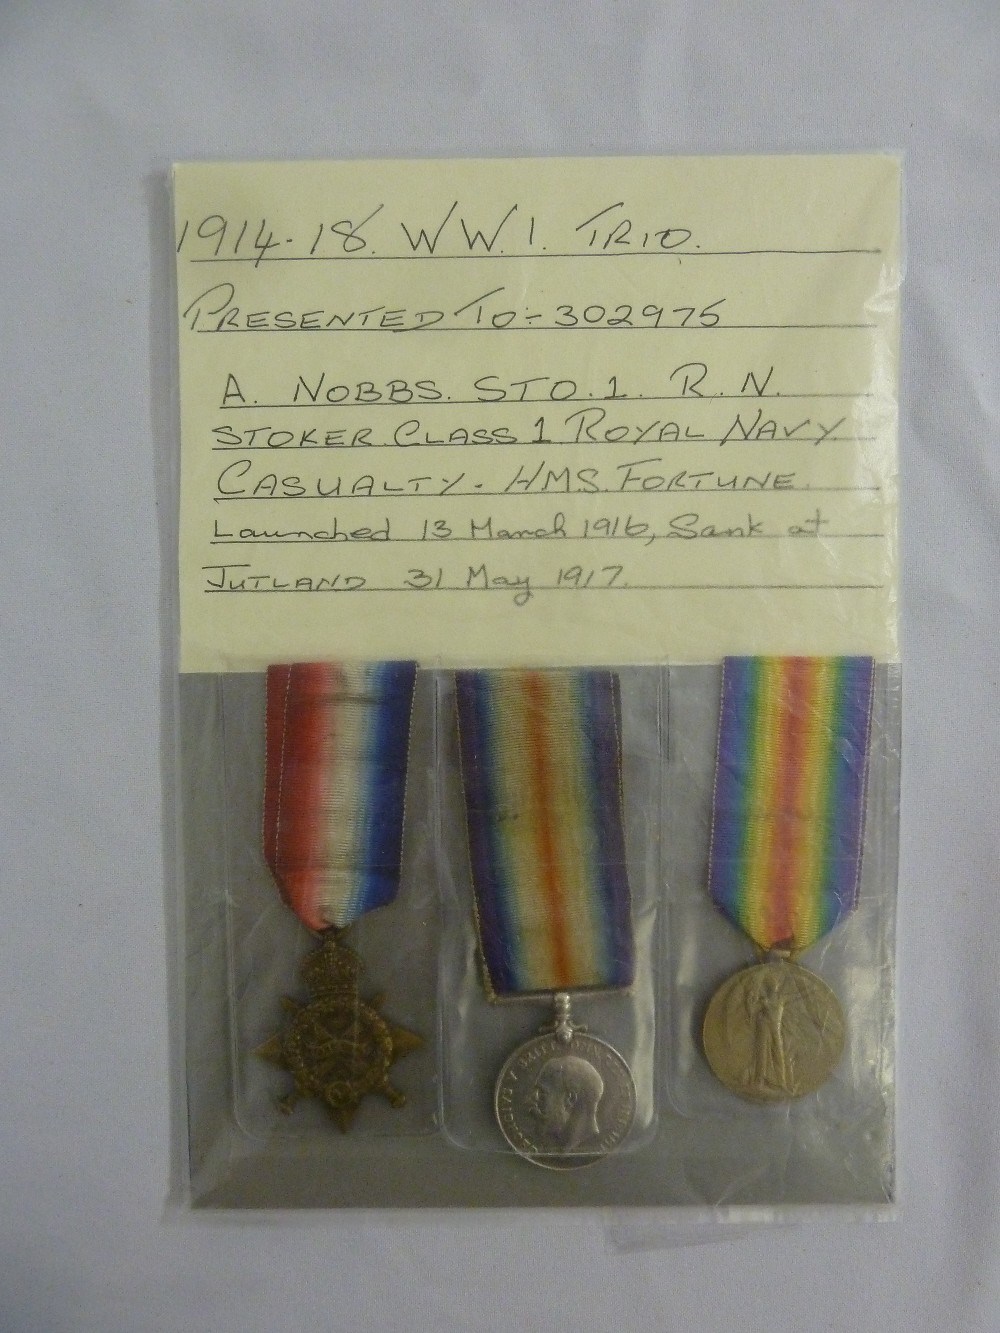 1914-18. WW.1. TRIO.
PRESENTED TO:- 302975
A. NOBBS. STO.1. R.N.
STOKER CLASS 1 ROYAL NAVY.
CASUALTY - HMS. FORTUNE.
Launched 13 March 1916, Sank at
JUTLAND 31 May 1917.